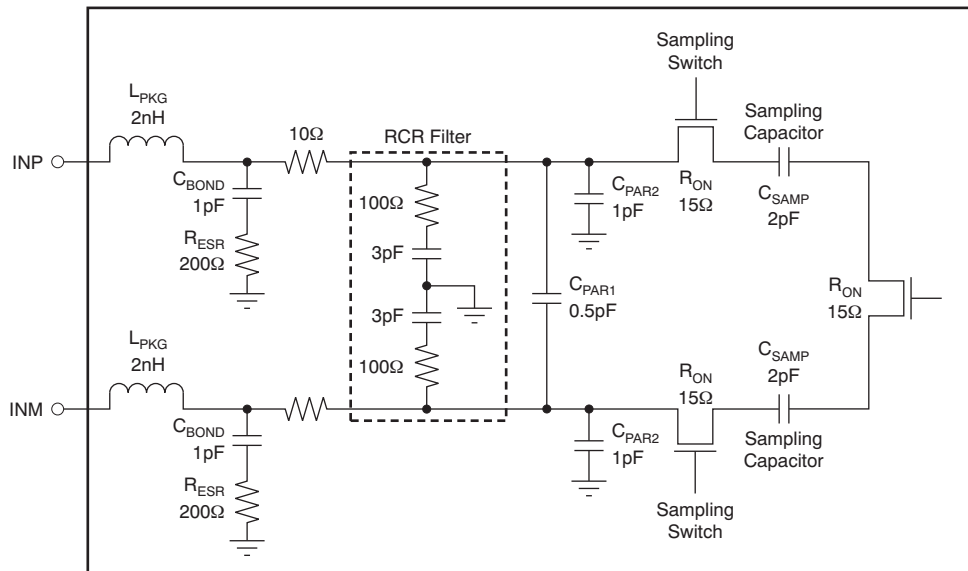 Sampling
Switch
L_PKG
2nH
Sampling
Capacitor
10Ω
RCR Filter
INP
C_BOND
1pF
R_ESR
200Ω
100Ω
3pF
3pF
100Ω
C_PAR2
1pF
R_ON
15Ω
C_SAMP
2pF
C_PAR1
0.5pF
R_ON
15Ω
L_PKG
2nH
R_ON
15Ω
C_SAMP
2pF
INM
C_BOND
1pF
R_ESR
200Ω
C_PAR2
1pF
Sampling
Capacitor
Sampling
Switch